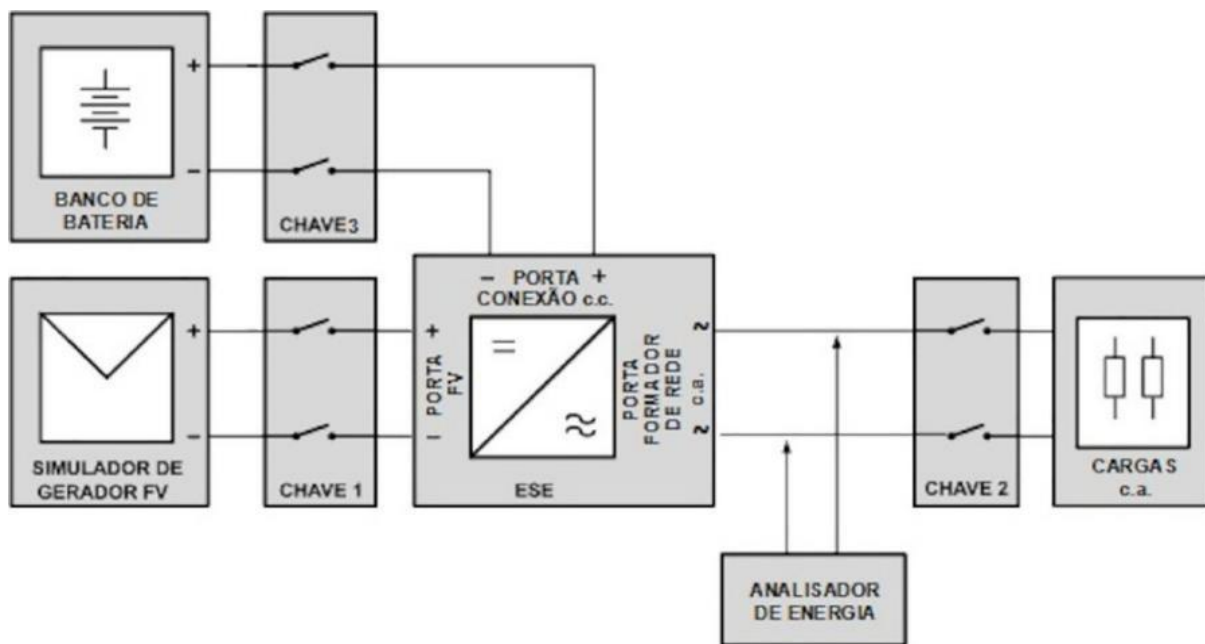 +
−
BANCO DE
BATERIA
CHAVE3
− PORTA +
CONEXÃO c.c.
+
−
SIMULADOR DE
GERADOR FV
CHAVE 1
+
PORTA
FV
−
ESE
PORTA
FORMADOR
DE REDE
c.a.
CHAVE 2
CARGAS
c.a.
ANALISADOR
DE ENERGIA